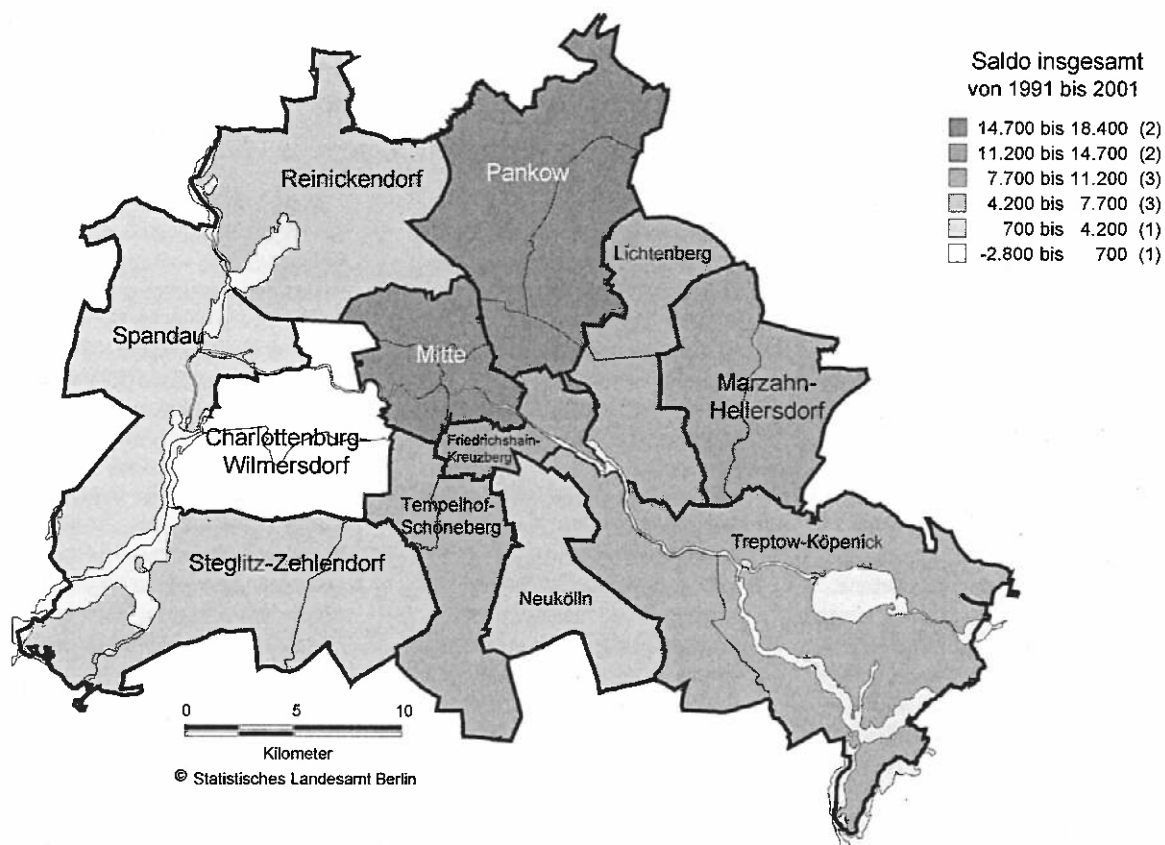 Saldo insgesamt
von 1991 bis 2001
14.700 bis 18.400 (2)
11.200 bis 14.700 (2)
7.700 bis 11.200 (3)
4.200 bis 7.700 (3)
700 bis 4.200 (1)
-2.800 bis 700 (1)
Reinickendorf
Pankow
Lichtenberg
Spandau
Mitte
Marzahn-
Hellersdorf
Charlottenburg-
Wilmersdorf
Friedrichshain-
Kreuzberg
Tempelhof-
Schöneberg
Treptow-Köpenick
Steglitz-Zehlendorf
Neukölln
0 5 10
Kilometer
© Statistisches Landesamt Berlin